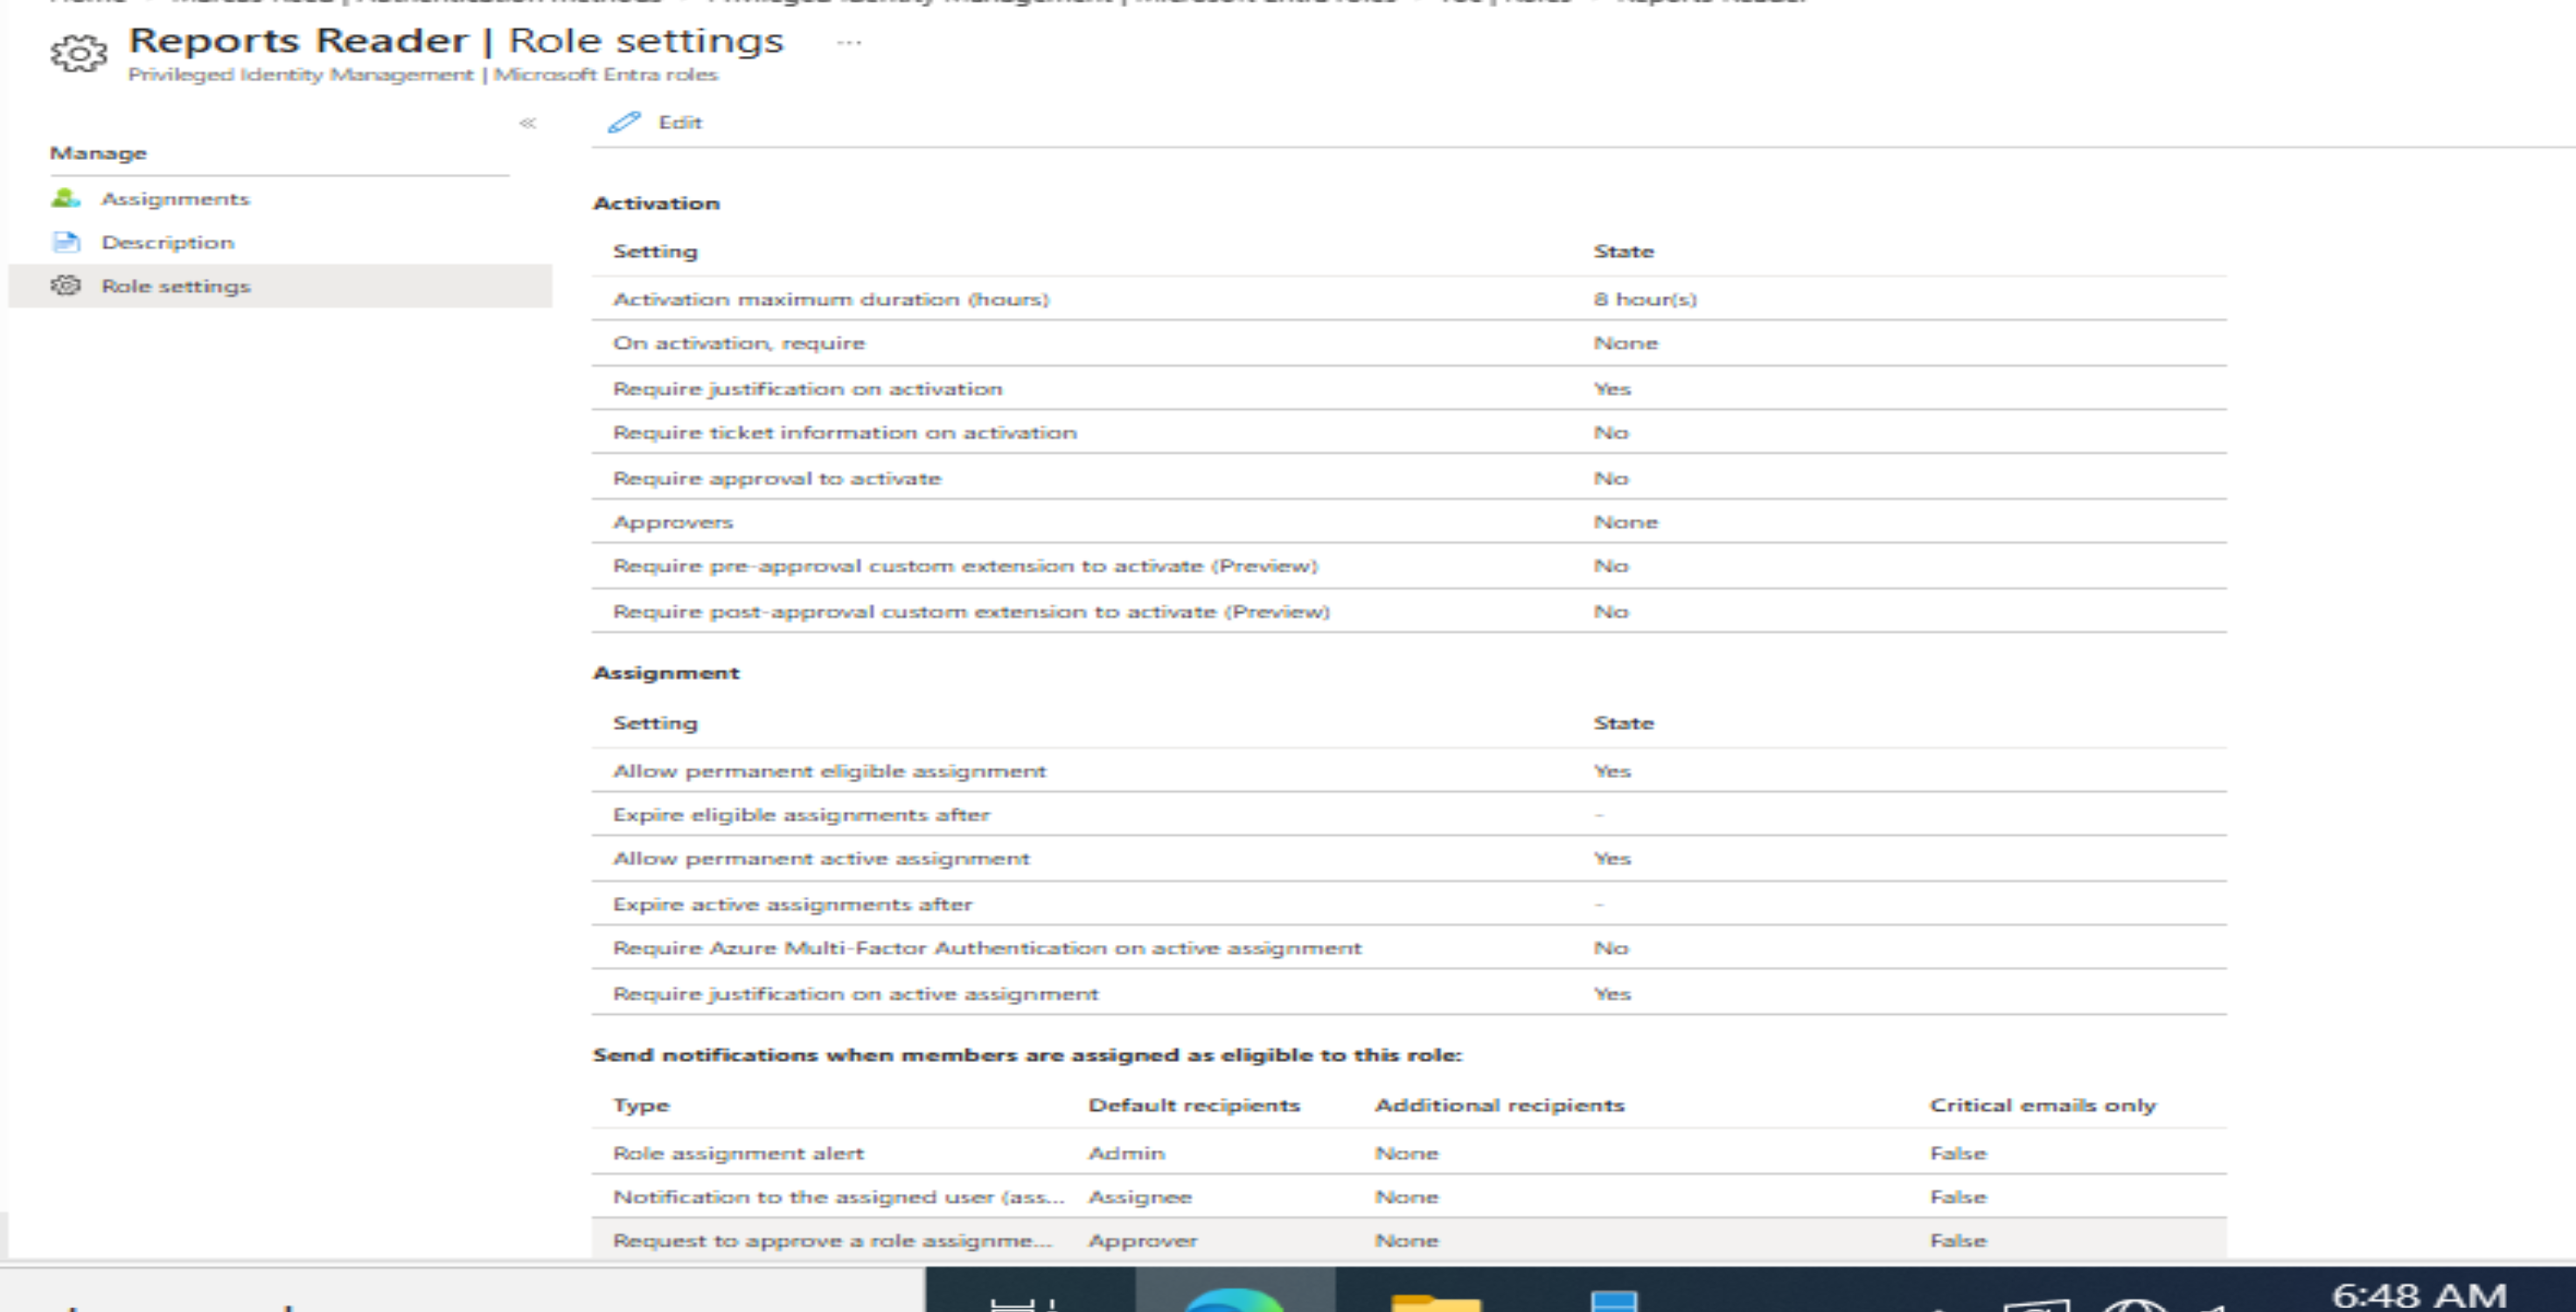 Reports Reader | Role settings ...
Privileged Identity Management | Microsoft Entra roles
«
Edit
Manage
Assignments
Description
Role settings
Activation
Setting State
Activation maximum duration (hours) 8 hour(s)
On activation, require None
Require justification on activation Yes
Require ticket information on activation No
Require approval to activate No
Approvers None
Require pre-approval custom extension to activate (Preview) No
Require post-approval custom extension to activate (Preview) No
Assignment
Setting State
Allow permanent eligible assignment Yes
Expire eligible assignments after -
Allow permanent active assignment Yes
Expire active assignments after -
Require Azure Multi-Factor Authentication on active assignment No
Require justification on active assignment Yes
Send notifications when members are assigned as eligible to this role:
Type Default recipients Additional recipients Critical emails only
Role assignment alert Admin None False
Notification to the assigned user (ass... Assignee None False
Request to approve a role assignme... Approver None False
6:48 AM